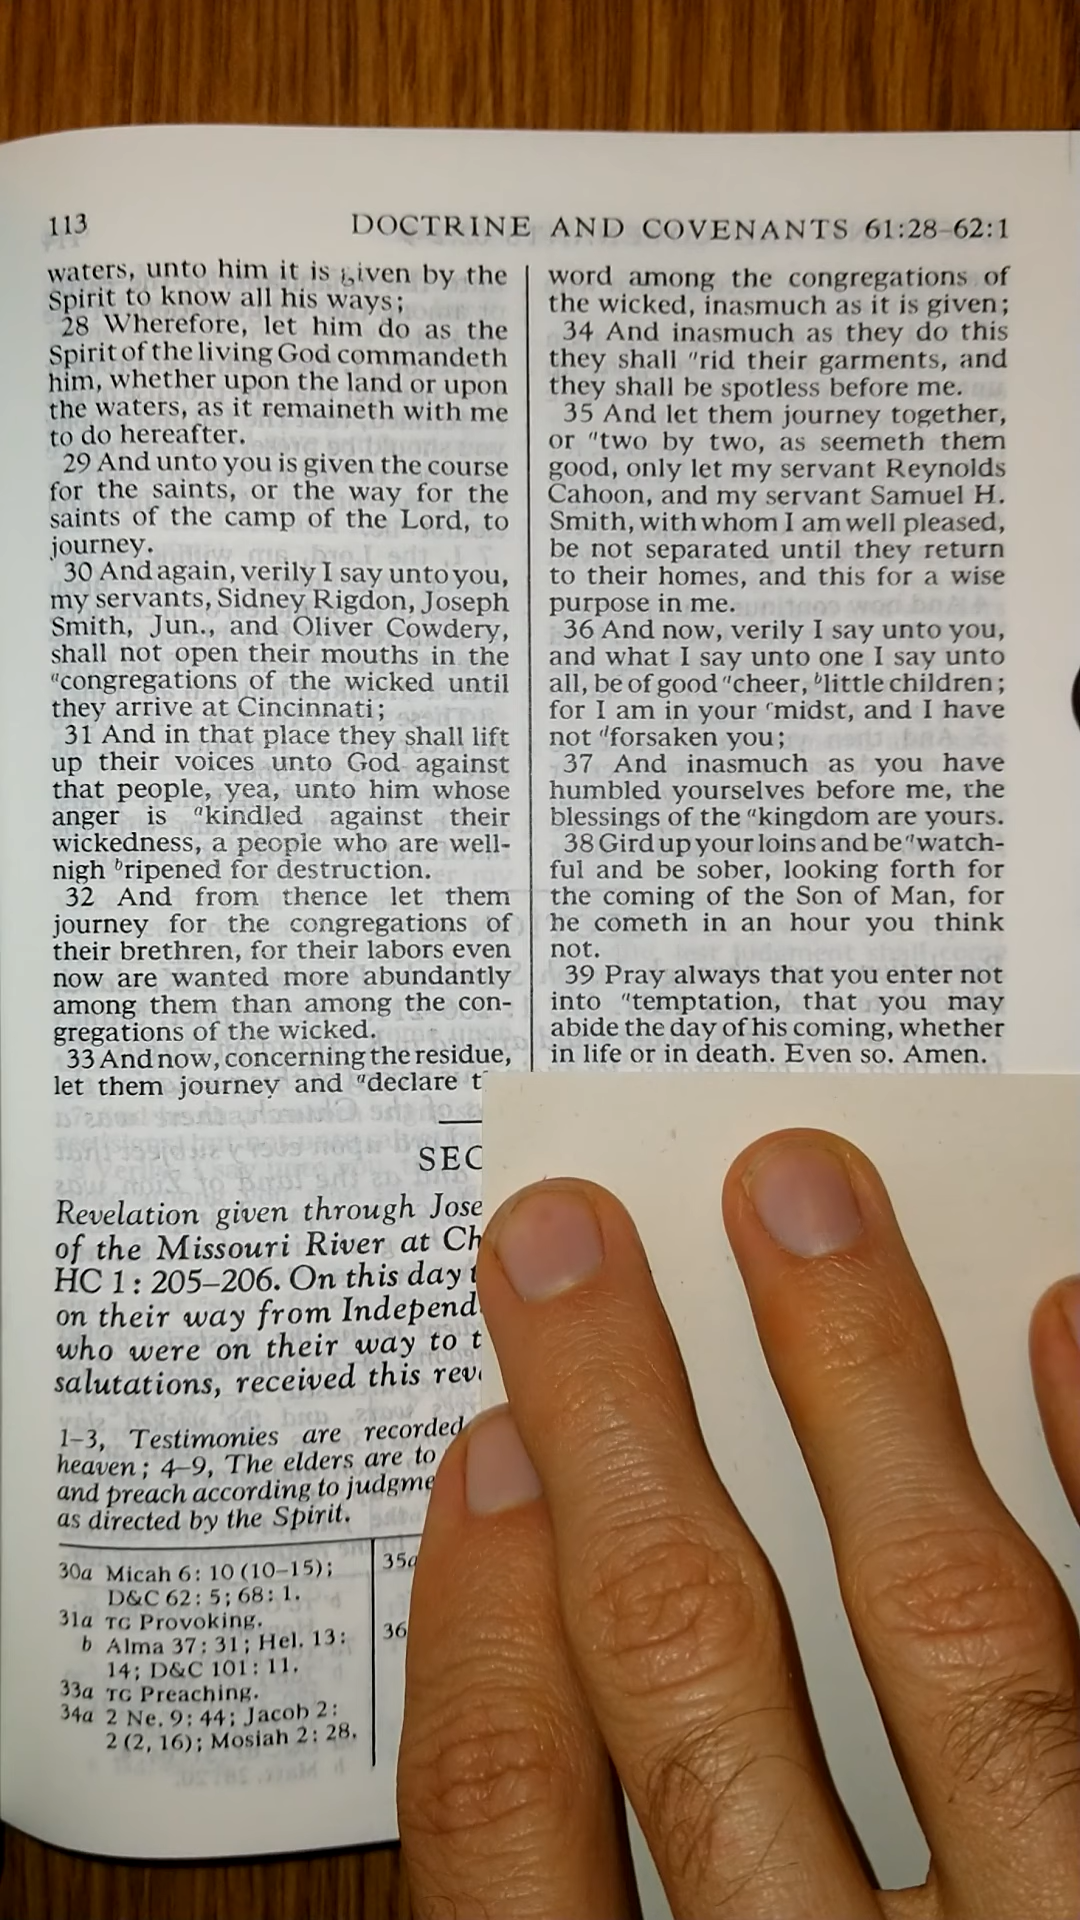 113
DOCTRINE AND COVENANTS 61:28–62:1
waters, unto him it is given by the
Spirit to know all his ways;
28 Wherefore, let him do as the
Spirit of the living God commandeth
him, whether upon the land or upon
the waters, as it remaineth with me
to do hereafter.
29 And unto you is given the course
for the saints, or the way for the
saints of the camp of the Lord, to
journey.
30 And again, verily I say unto you,
my servants, Sidney Rigdon, Joseph
Smith, Jun., and Oliver Cowdery,
shall not open their mouths in the
acongregations of the wicked until
they arrive at Cincinnati;
31 And in that place they shall lift
up their voices unto God against
that people, yea, unto him whose
anger is akindled against their
wickedness, a people who are well-
nigh bripened for destruction.
32 And from thence let them
journey for the congregations of
their brethren, for their labors even
now are wanted more abundantly
among them than among the con-
gregations of the wicked.
33 And now, concerning the residue,
let them journey and adeclare
word among the congregations of
the wicked, inasmuch as it is given;
34 And inasmuch as they do this
they shall arid their garments, and
they shall be spotless before me.
35 And let them journey together,
or atwo by two, as seemeth them
good, only let my servant Reynolds
Cahoon, and my servant Samuel H.
Smith, with whom I am well pleased,
be not separated until they return
to their homes, and this for a wise
purpose in me.
36 And now, verily I say unto you,
and what I say unto one I say unto
all, be of good acheer, blittle children;
for I am in your cmidst, and I have
not dforsaken you;
37 And inasmuch as you have
humbled yourselves before me, the
blessings of the akingdom are yours.
38 Gird up your loins and be awatch-
ful and be sober, looking forth for
the coming of the Son of Man, for
he cometh in an hour you think
not.
39 Pray always that you enter not
into atemptation, that you may
abide the day of his coming, whether
in life or in death. Even so. Amen.
SEC
Revelation given through Jose
of the Missouri River at Ch
HC 1: 205–206. On this day
on their way from Independ
who were on their way to t
salutations, received this rev
1–3, Testimonies are recorded
heaven; 4–9, The elders are to
and preach according to judgme
as directed by the Spirit.
30a Micah 6: 10 (10–15);
D&C 62: 5; 68: 1.
31a TG Provoking.
b Alma 37: 31; Hel. 13:
14; D&C 101: 11.
33a TG Preaching.
34a 2 Ne. 9: 44; Jacob 2:
2 (2, 16); Mosiah 2: 28.
35a
36